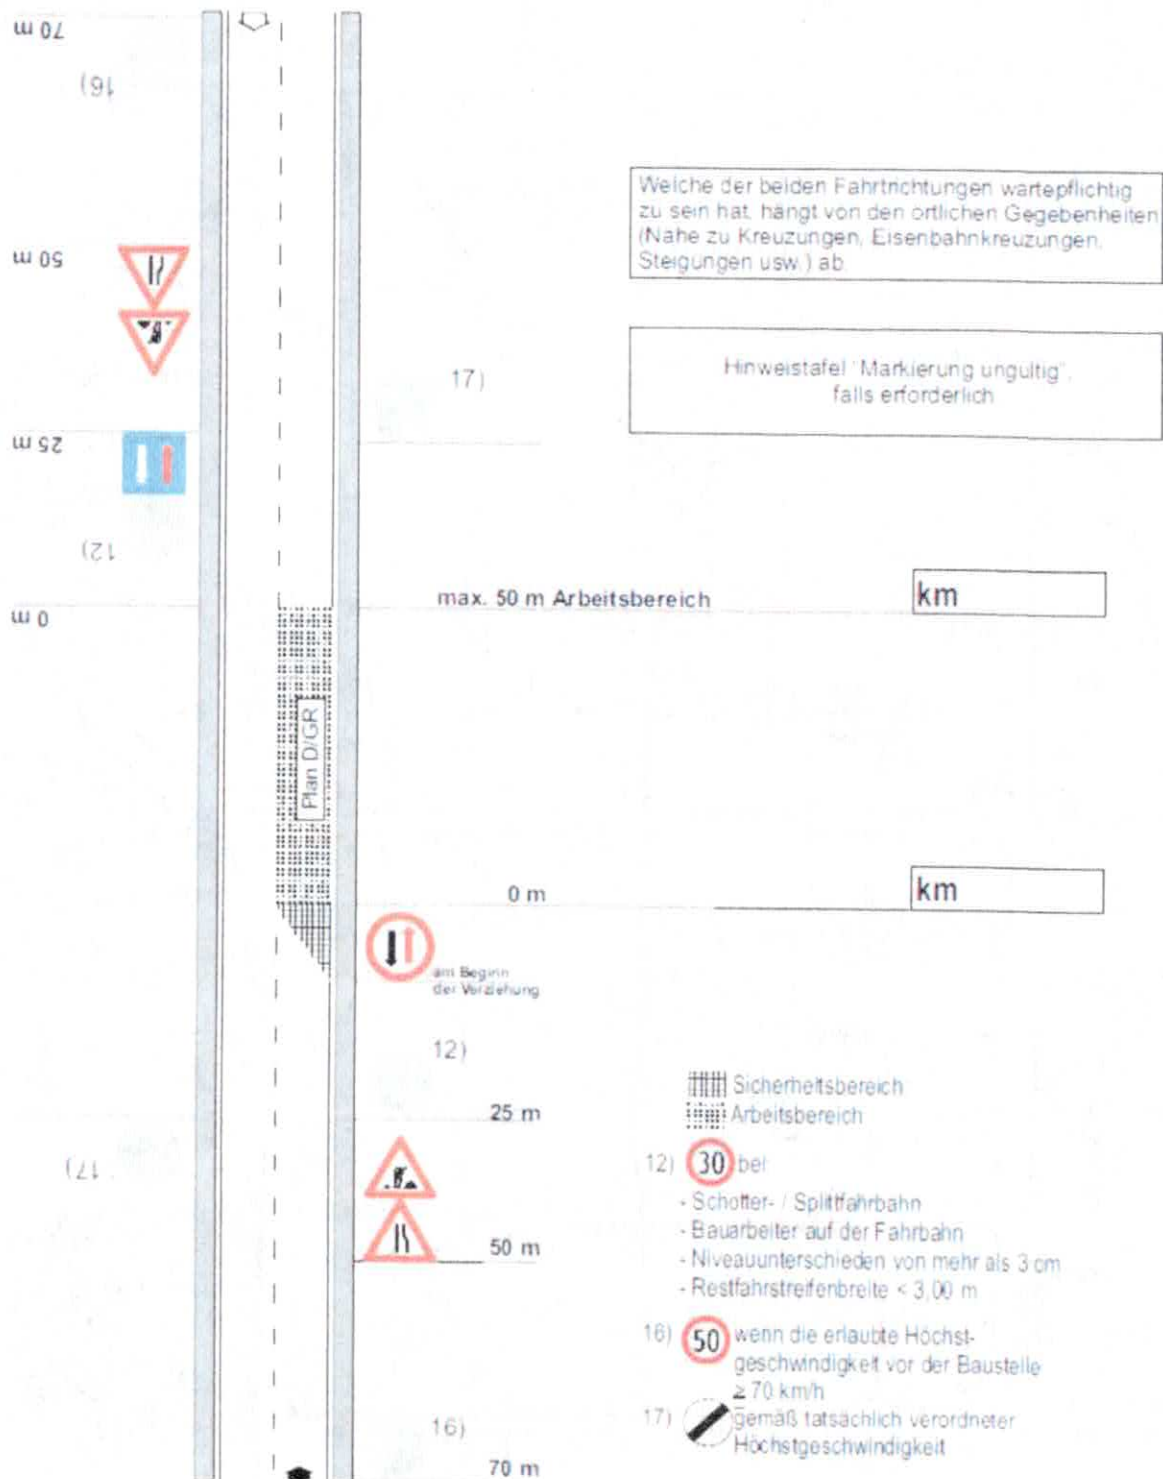 70 m
16)
Welche der beiden Fahrtrichtungen wartepflichtig
zu sein hat, hängt von den örtlichen Gegebenheiten
(Nähe zu Kreuzungen, Eisenbahnkreuzungen,
Steigungen usw.) ab
50 m
Hinweistafel "Markierung ungültig",
falls erforderlich
17)
25 m
12)
max. 50 m Arbeitsbereich
km
0 m
Plan D/GR
0 m
km
am Beginn
der Verziehung
12)
25 m
Sicherheitsbereich
Arbeitsbereich
17)
12) 30 bei
- Schotter- / Splittfahrbahn
- Bauarbeiter auf der Fahrbahn
- Niveauunterschieden von mehr als 3 cm
- Restfahrstreifenbreite < 3,00 m
50 m
16) 50 wenn die erlaubte Höchst-
geschwindigkeit vor der Baustelle
≥ 70 km/h
17) gemäß tatsächlich verordneter
Höchstgeschwindigkeit
16)
70 m